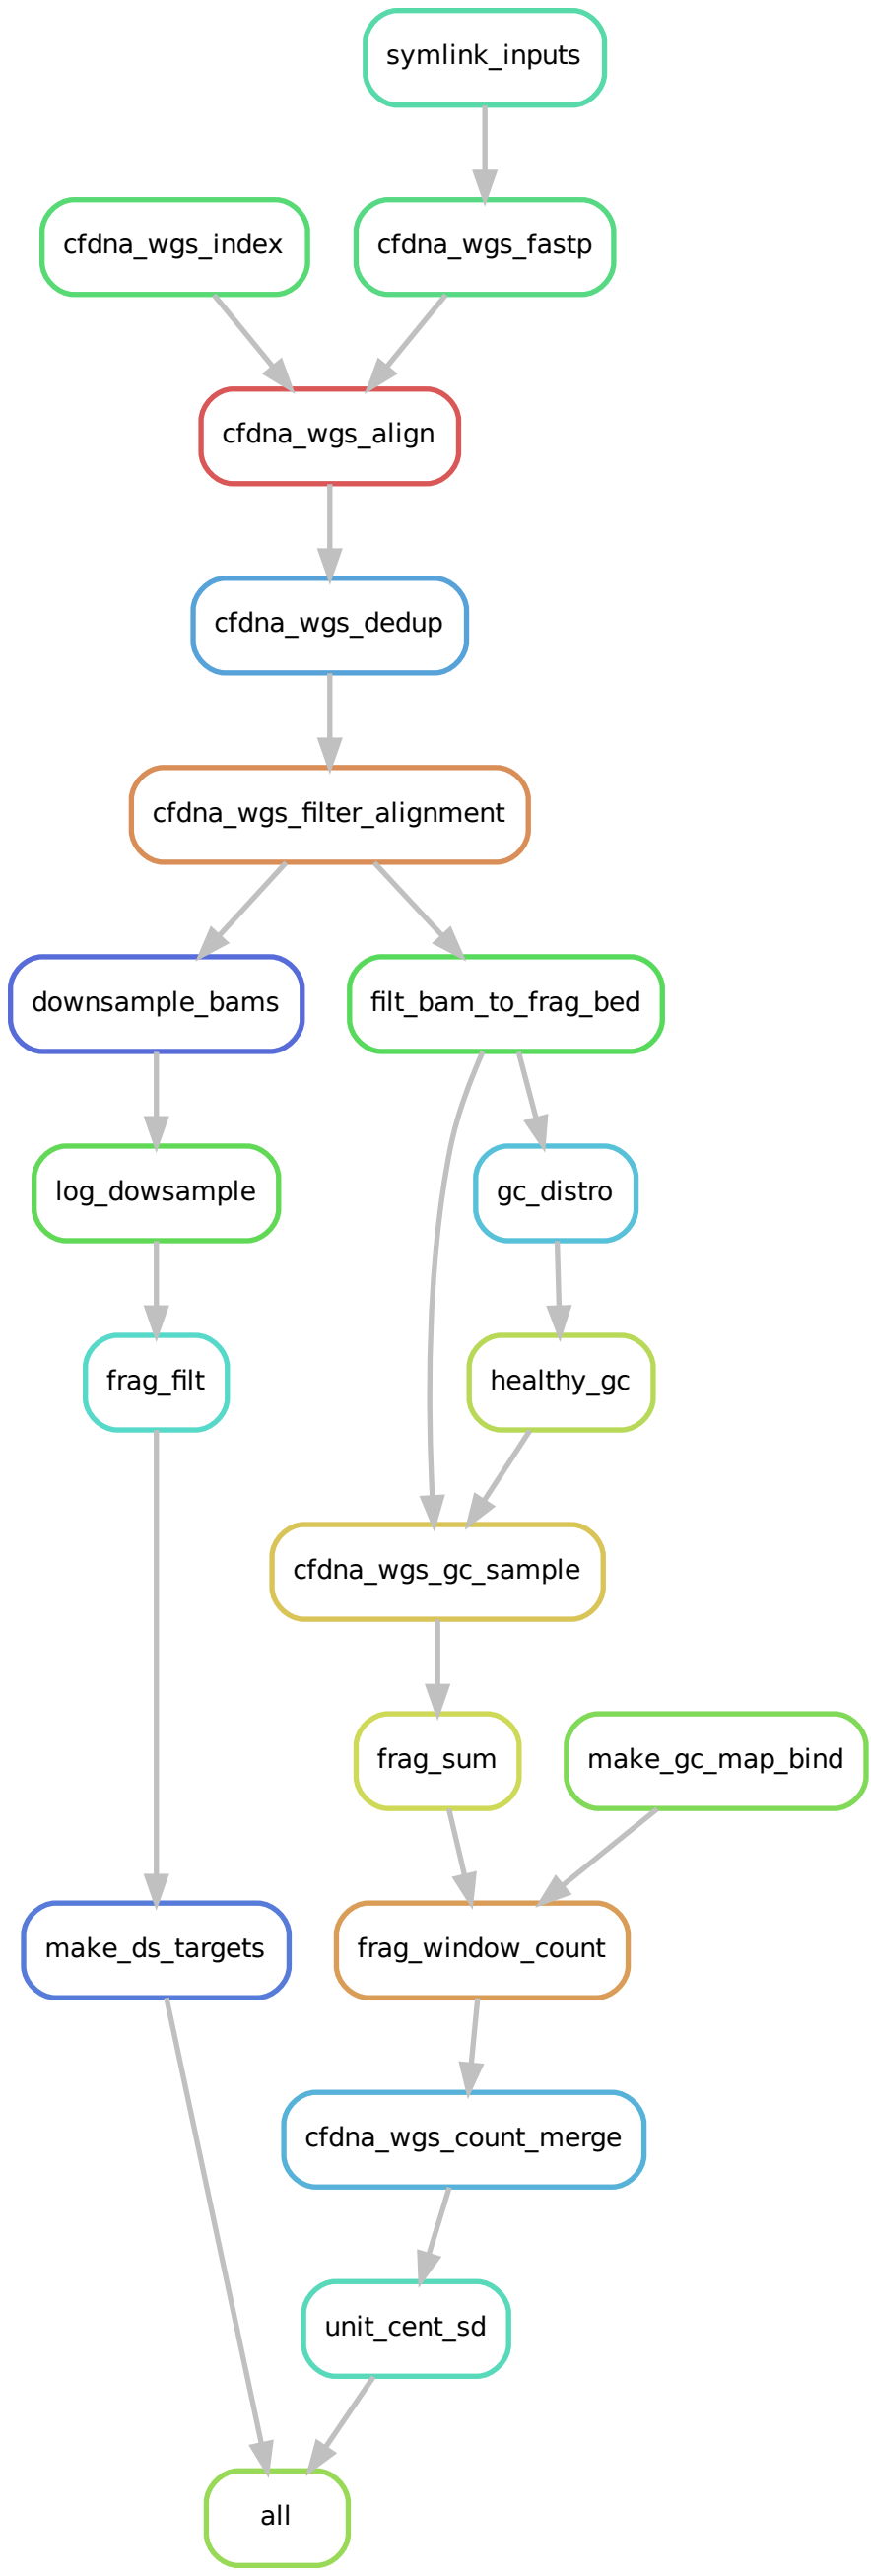 symlink_inputs
cfdna_wgs_index
cfdna_wgs_fastp
cfdna_wgs_align
cfdna_wgs_dedup
cfdna_wgs_filter_alignment
downsample_bams
filt_bam_to_frag_bed
log_dowsample
gc_distro
frag_filt
healthy_gc
cfdna_wgs_gc_sample
frag_sum
make_gc_map_bind
make_ds_targets
frag_window_count
cfdna_wgs_count_merge
unit_cent_sd
all